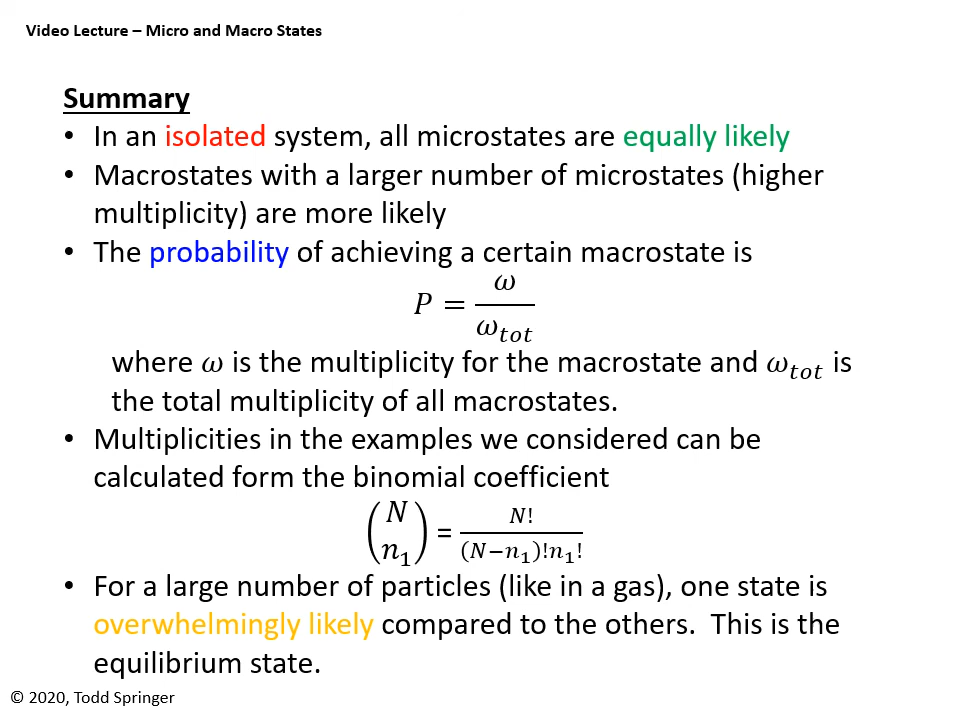 Video Lecture – Micro and Macro States
Summary
• In an isolated system, all microstates are equally likely
• Macrostates with a larger number of microstates (higher
multiplicity) are more likely
• The probability of achieving a certain macrostate is
P = ω / ω_tot
where ω is the multiplicity for the macrostate and ω_tot is
the total multiplicity of all macrostates.
• Multiplicities in the examples we considered can be
calculated form the binomial coefficient
(N n₁) = N! / (N−n₁)!n₁!
• For a large number of particles (like in a gas), one state is
overwhelmingly likely compared to the others.  This is the
equilibrium state.
© 2020, Todd Springer